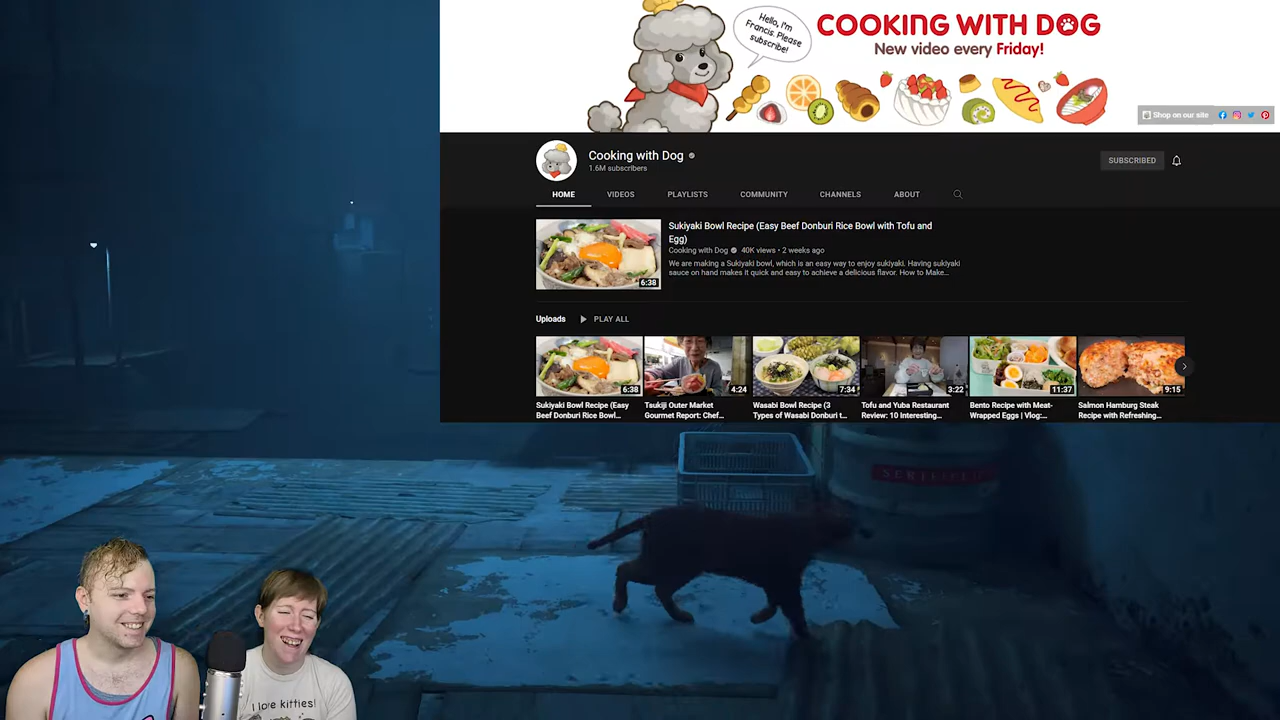 Hello, I'm
Francis. Please
subscribe!
COOKING WITH DOG
New video every Friday!
Shop on our site
Cooking with Dog
1.6M subscribers
SUBSCRIBED
HOME VIDEOS PLAYLISTS COMMUNITY CHANNELS ABOUT
Sukiyaki Bowl Recipe (Easy Beef Donburi Rice Bowl with Tofu and
Egg)
Cooking with Dog 40K views • 2 weeks ago
We are making a Sukiyaki bowl, which is an easy way to enjoy sukiyaki. Having sukiyaki
sauce on hand makes it quick and easy to achieve a delicious flavor. How to Make...
6:38
Uploads PLAY ALL
6:38
4:24
7:34
3:22
11:37
9:15
Sukiyaki Bowl Recipe (Easy
Beef Donburi Rice Bowl...
Tsukiji Outer Market
Gourmet Report: Chef...
Wasabi Bowl Recipe (3
Types of Wasabi Donburi t...
Tofu and Yuba Restaurant
Review: 10 Interesting...
Bento Recipe with Meat-
Wrapped Eggs | Vlog:...
Salmon Hamburg Steak
Recipe with Refreshing...
I love kitties!